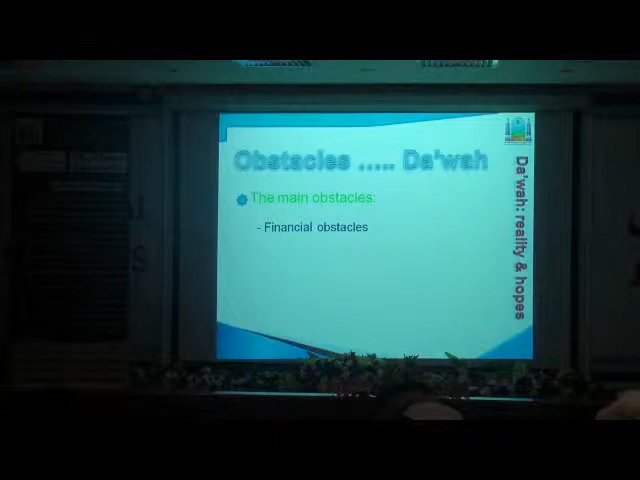 Obstacles ..... Da'wah
The main obstacles:
- Financial obstacles
Da'wah: reality & hopes